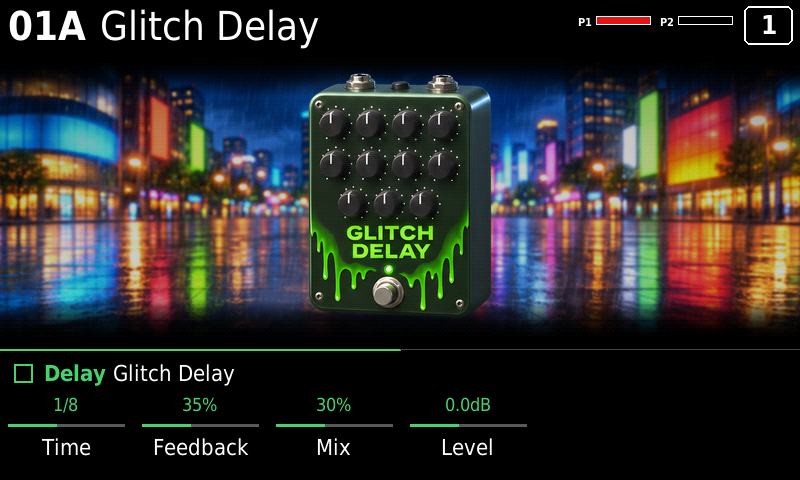 01A Glitch Delay
P1 P2 1
GLITCH
DELAY
Delay Glitch Delay
1/8 35% 30% 0.0dB
Time Feedback Mix Level